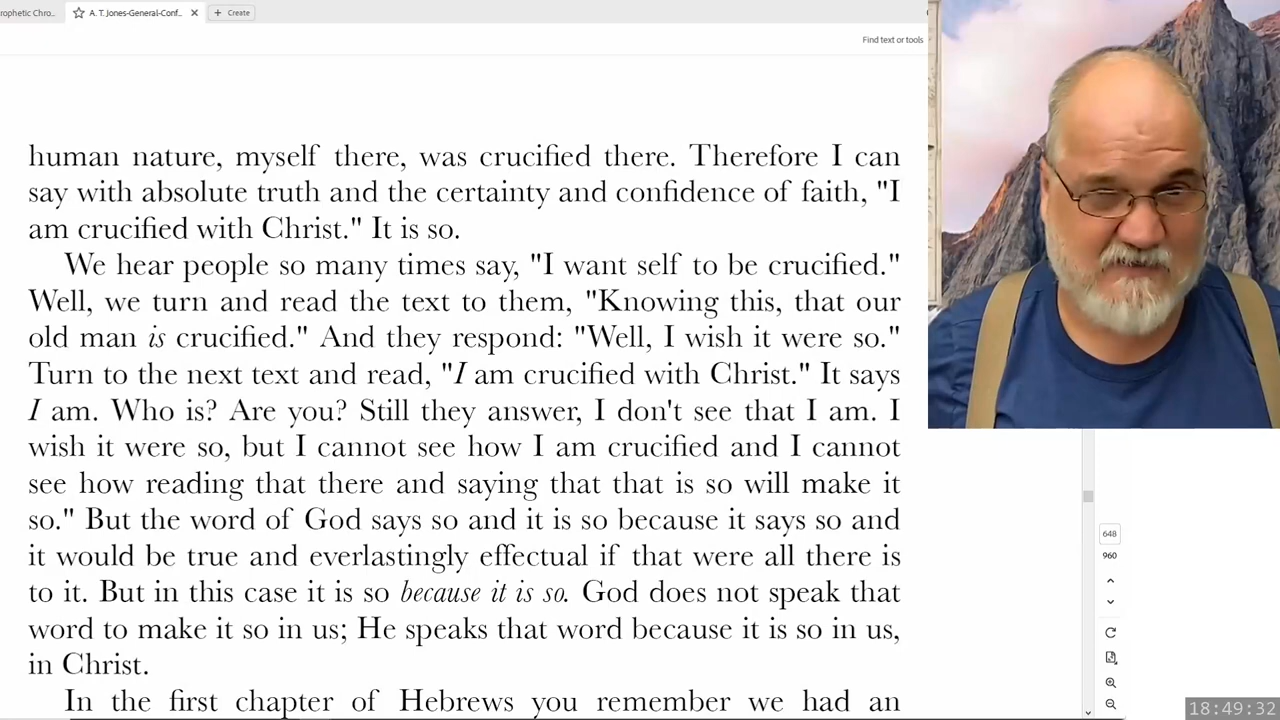 rophetic Chro...
A. T. Jones-General-Conf...
Create
Find text or tools
human nature, myself there, was crucified there. Therefore I can
say with absolute truth and the certainty and confidence of faith, "I
am crucified with Christ." It is so.
We hear people so many times say, "I want self to be crucified."
Well, we turn and read the text to them, "Knowing this, that our
old man is crucified." And they respond: "Well, I wish it were so."
Turn to the next text and read, "I am crucified with Christ." It says
I am. Who is? Are you? Still they answer, I don't see that I am. I
wish it were so, but I cannot see how I am crucified and I cannot
see how reading that there and saying that that is so will make it
so." But the word of God says so and it is so because it says so and
it would be true and everlastingly effectual if that were all there is
to it. But in this case it is so because it is so. God does not speak that
word to make it so in us; He speaks that word because it is so in us,
in Christ.
In the first chapter of Hebrews you remember we had an
648
960
18:49:32